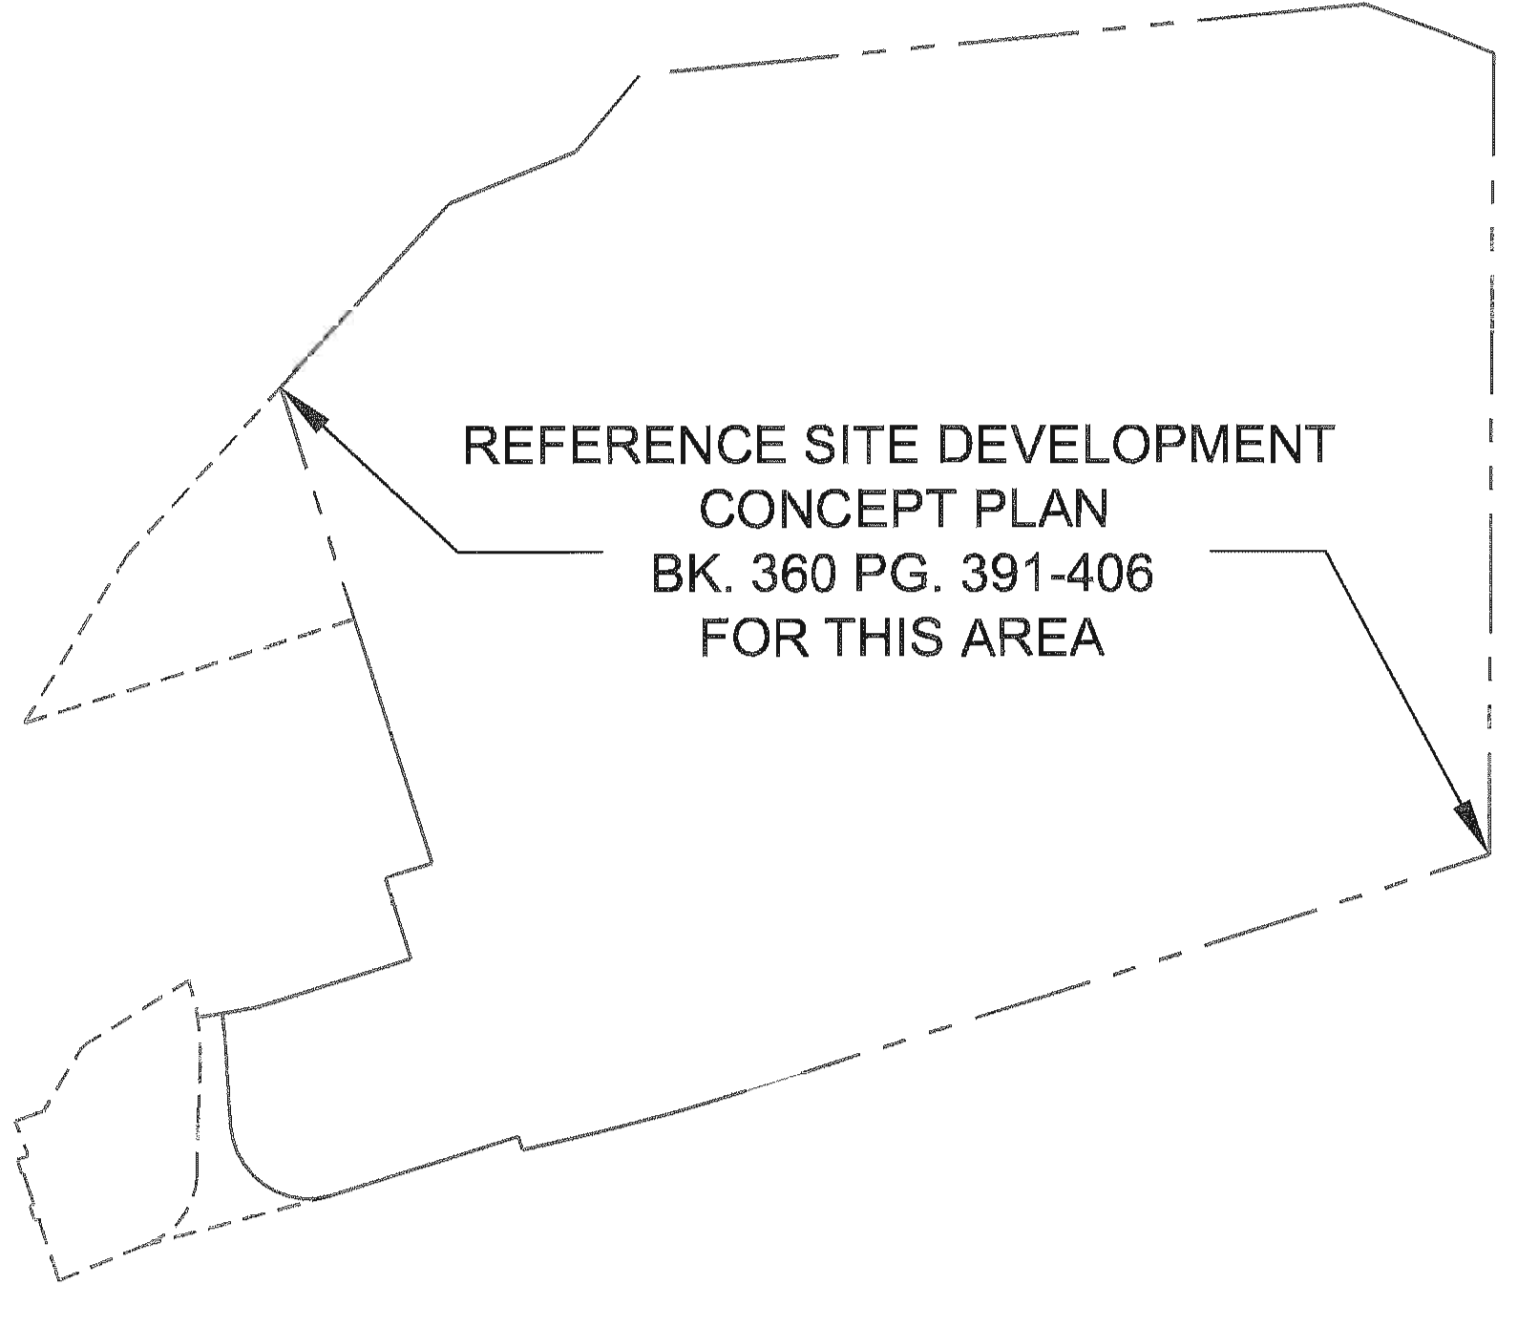 REFERENCE SITE DEVELOPMENT
CONCEPT PLAN
BK. 360 PG. 391-406
FOR THIS AREA